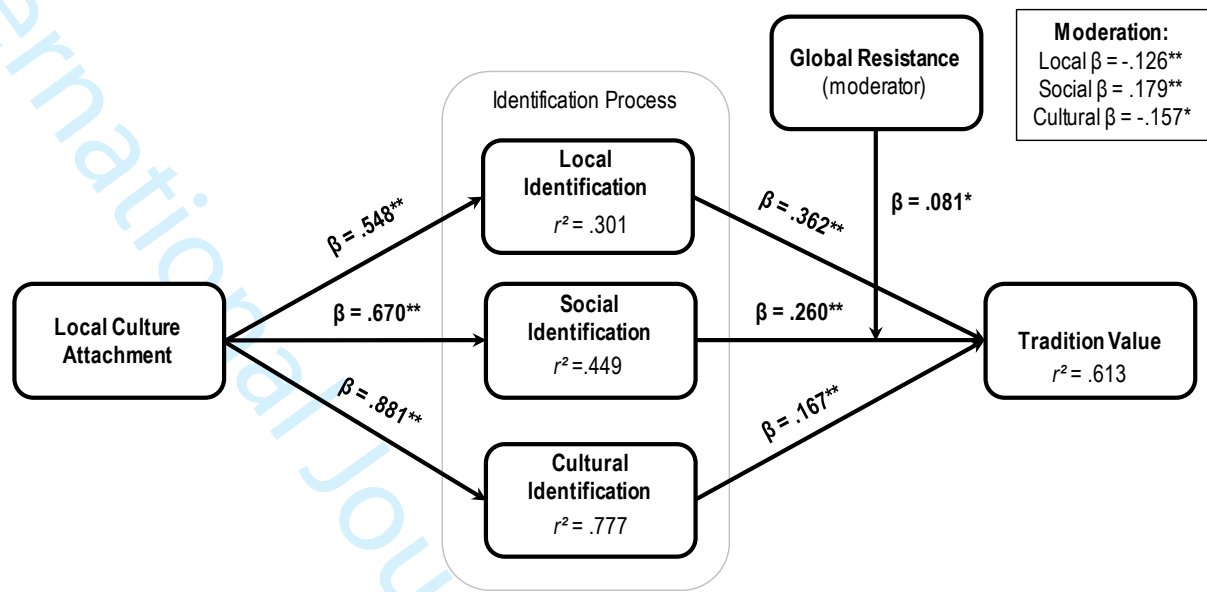 Moderation:
Local β = -.126**
Social β = .179**
Cultural β = -.157*
Global Resistance
(moderator)
Identification Process
Local
Identification
r² = .301
β = .548**
β = .362**
β = .081*
Local Culture
Attachment
β = .670**
Social
Identification
r² =.449
β = .260**
Tradition Value
r² = .613
β = .881**
Cultural
Identification
r² = .777
β = .167**
ernational Jou